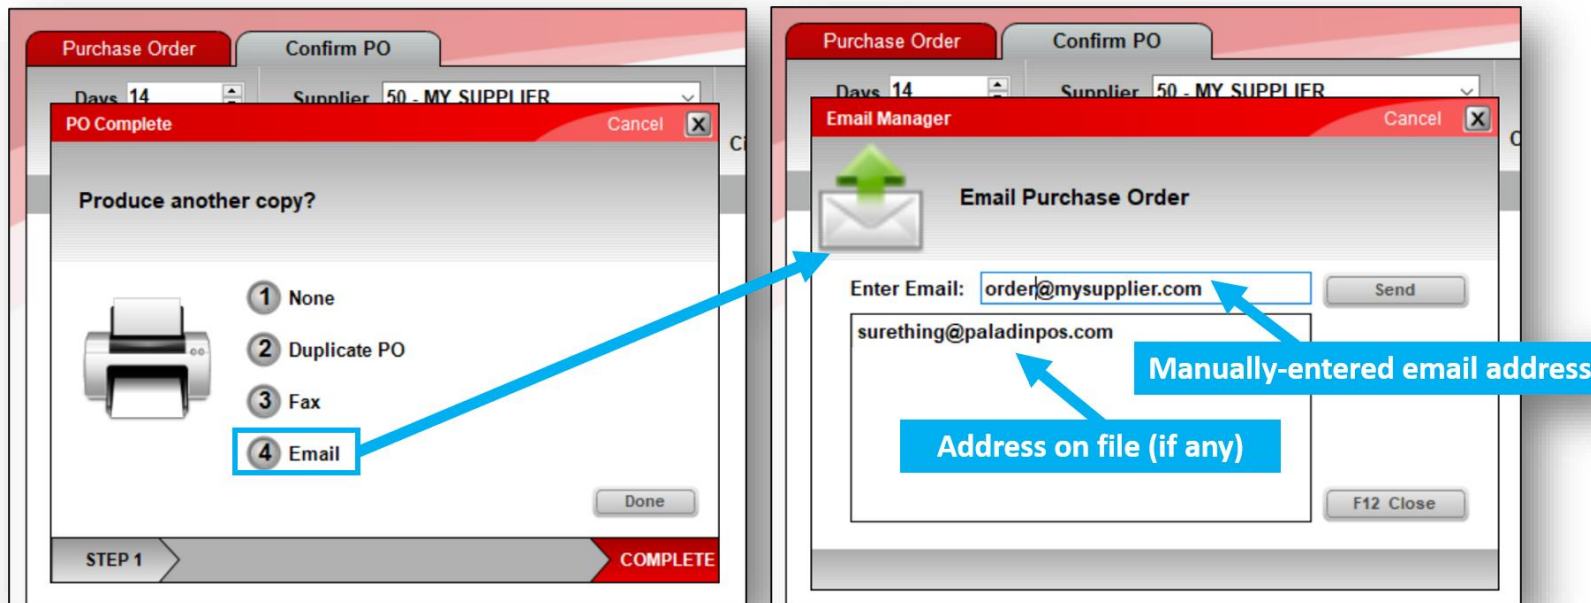 Purchase Order
Confirm PO
Days 14
Supplier 50 - MY SUPPLIER
PO Complete
Cancel
X
Ci
Produce another copy?
1 None
2 Duplicate PO
3 Fax
4 Email
Done
STEP 1
COMPLETE
Purchase Order
Confirm PO
Days 14
Supplier 50 - MY SUPPLIER
Email Manager
Cancel
X
Email Purchase Order
Enter Email: order@mysupplier.com
Send
surething@paladinpos.com
Manually-entered email address
Address on file (if any)
F12 Close